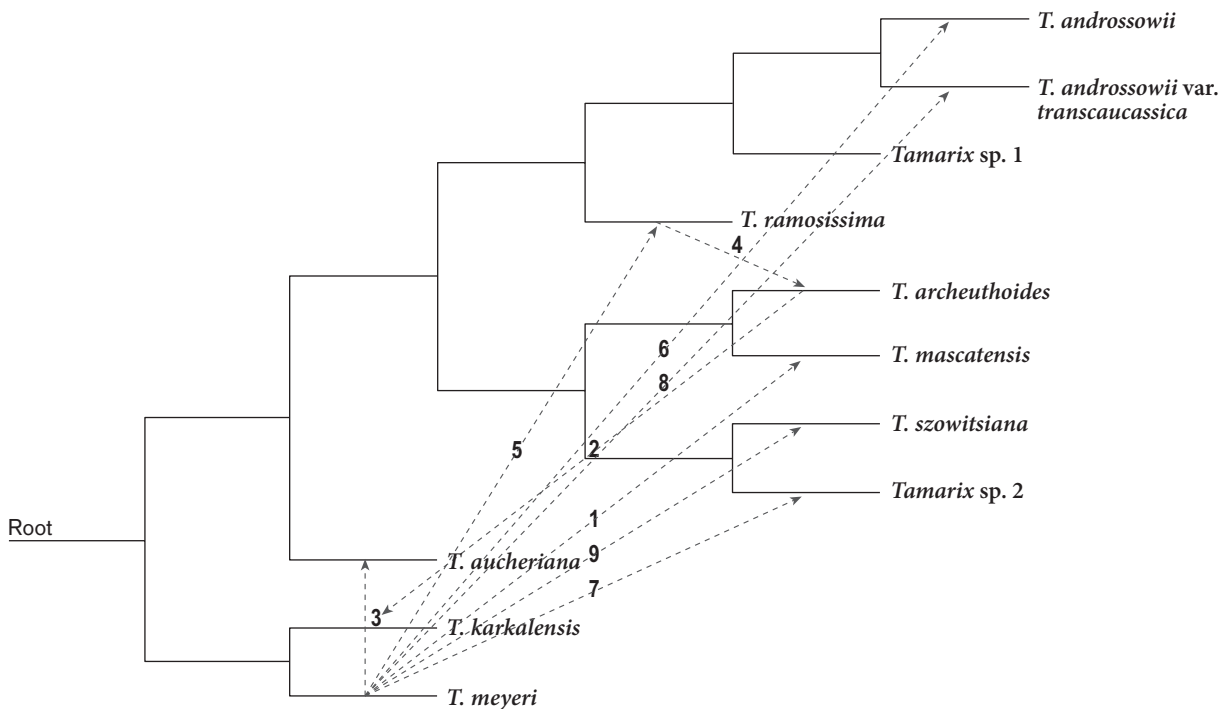 T. androssowii
T. androssowii var.
transcaucassica
Tamarix sp. 1
T. ramosissima
4
T. archeuthoides
6
T. mascatensis
8
T. szowitsiana
5
2
Tamarix sp. 2
1
Root
9
T. aucheriana
7
3
T. karkalensis
T. meyeri